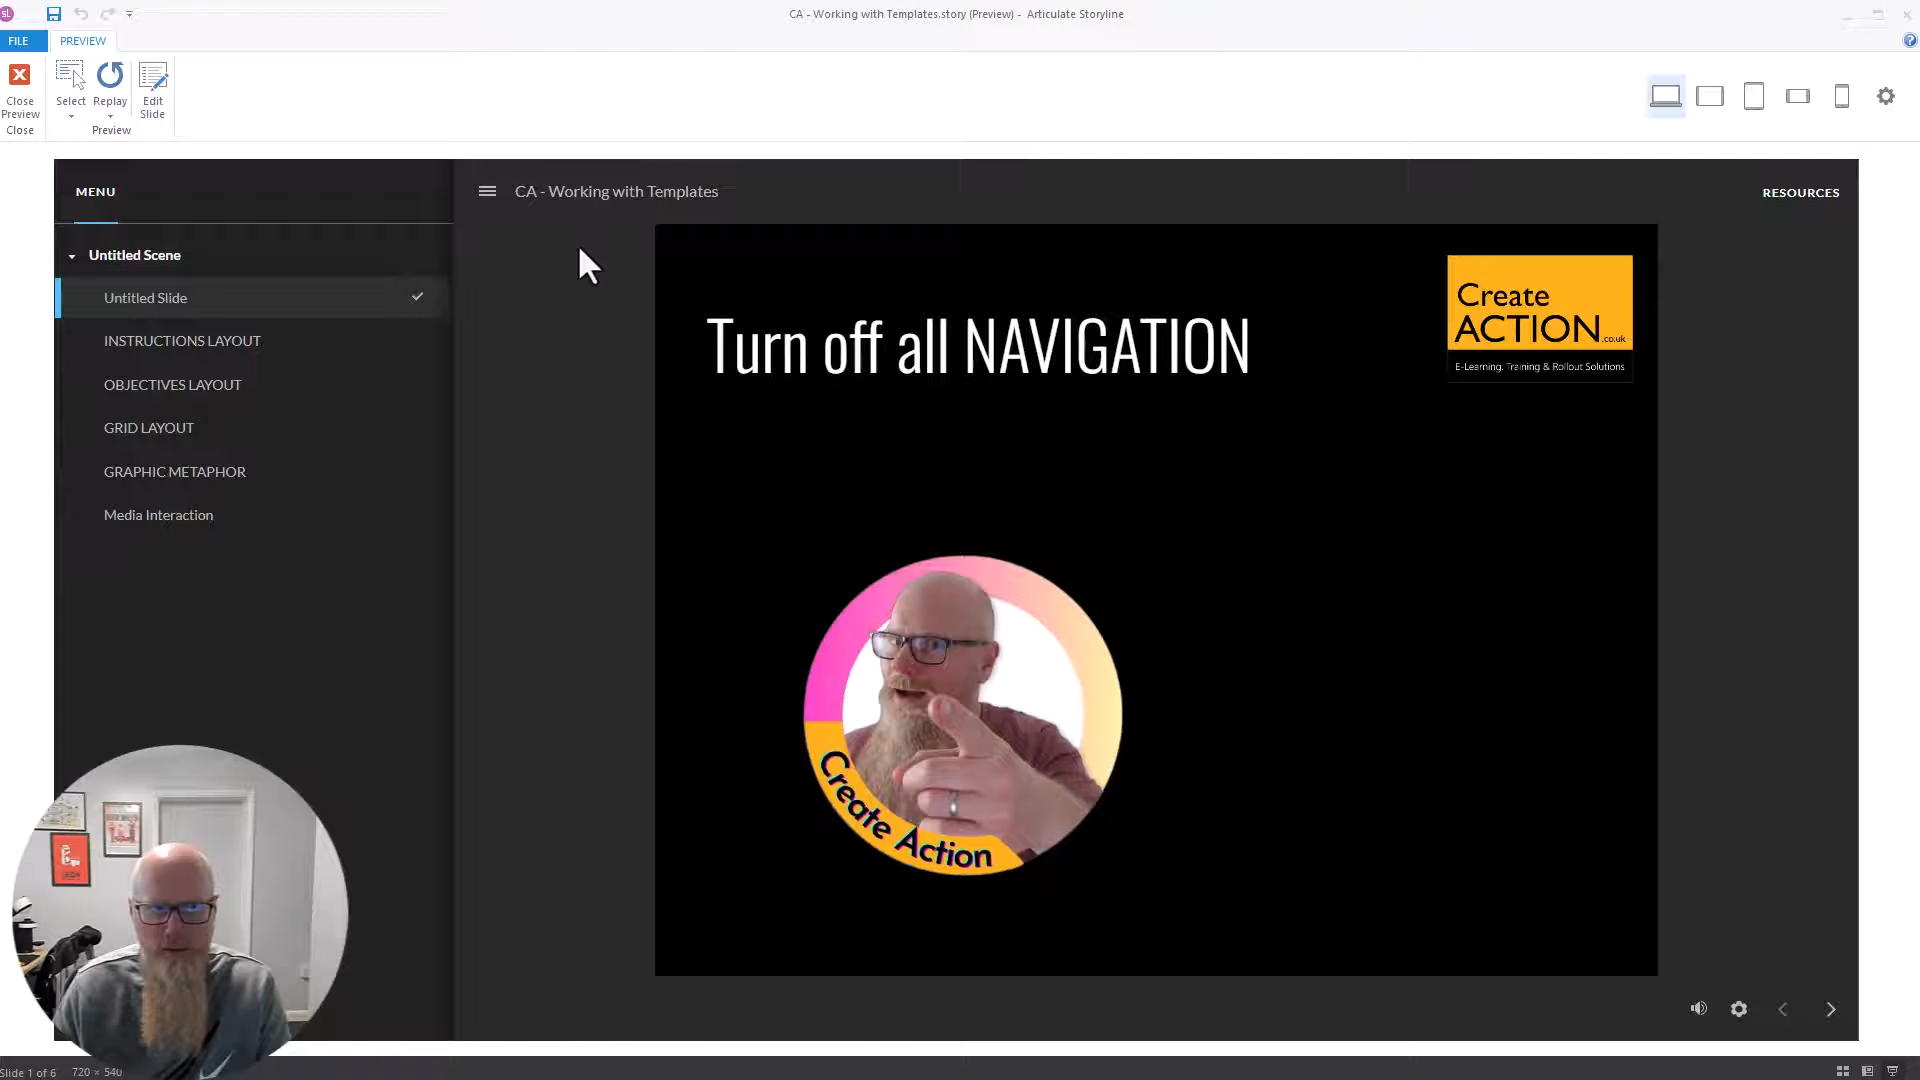 CA - Working with Templates.story (Preview) - Articulate Storyline
FILE
PREVIEW
Close
Preview
Select
Replay
Edit
Slide
Close
Preview
MENU
CA - Working with Templates
RESOURCES
Untitled Scene
Untitled Slide
INSTRUCTIONS LAYOUT
OBJECTIVES LAYOUT
GRID LAYOUT
GRAPHIC METAPHOR
Media Interaction
Turn off all NAVIGATION
Create
ACTION.co.uk
E-Learning, Training & Rollout Solutions
Create Action
Slide 1 of 6
720 × 540